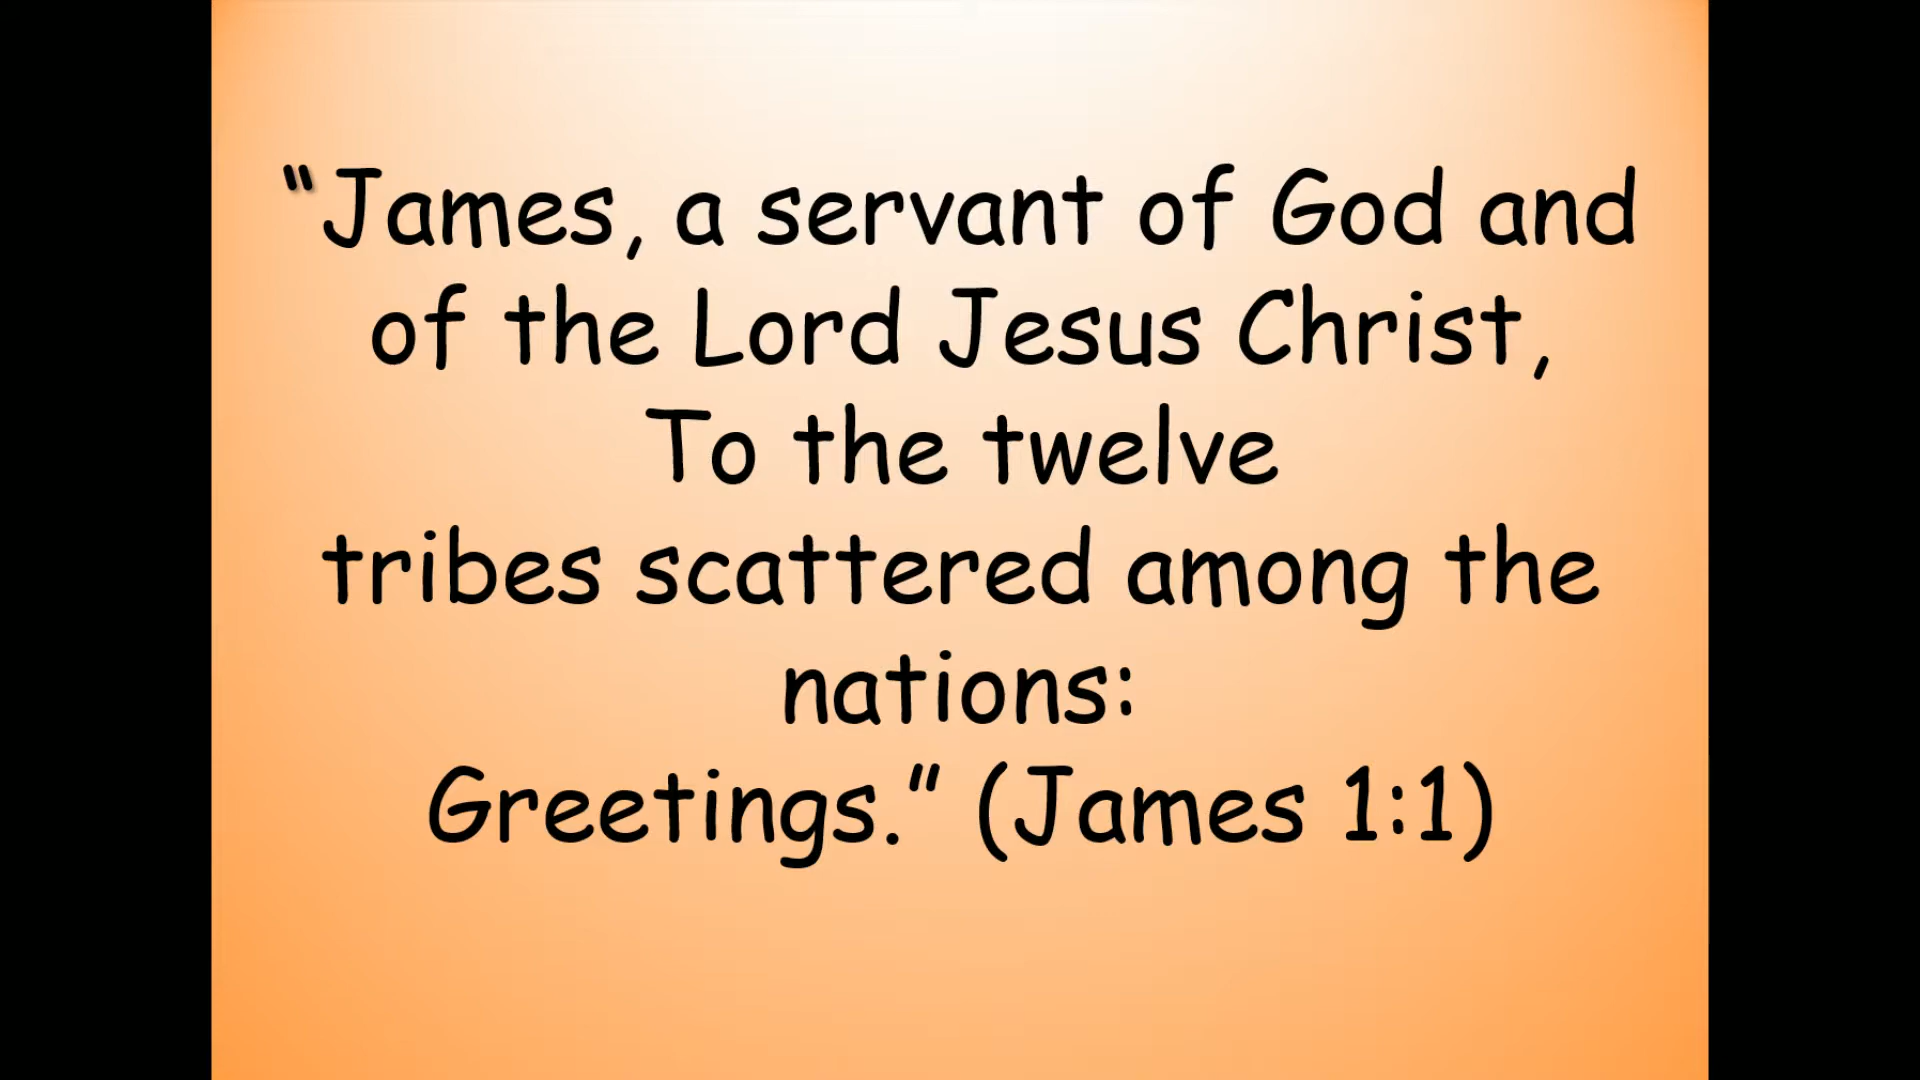 “James, a servant of God and
of the Lord Jesus Christ,
To the twelve
tribes scattered among the
nations:
Greetings.” (James 1:1)